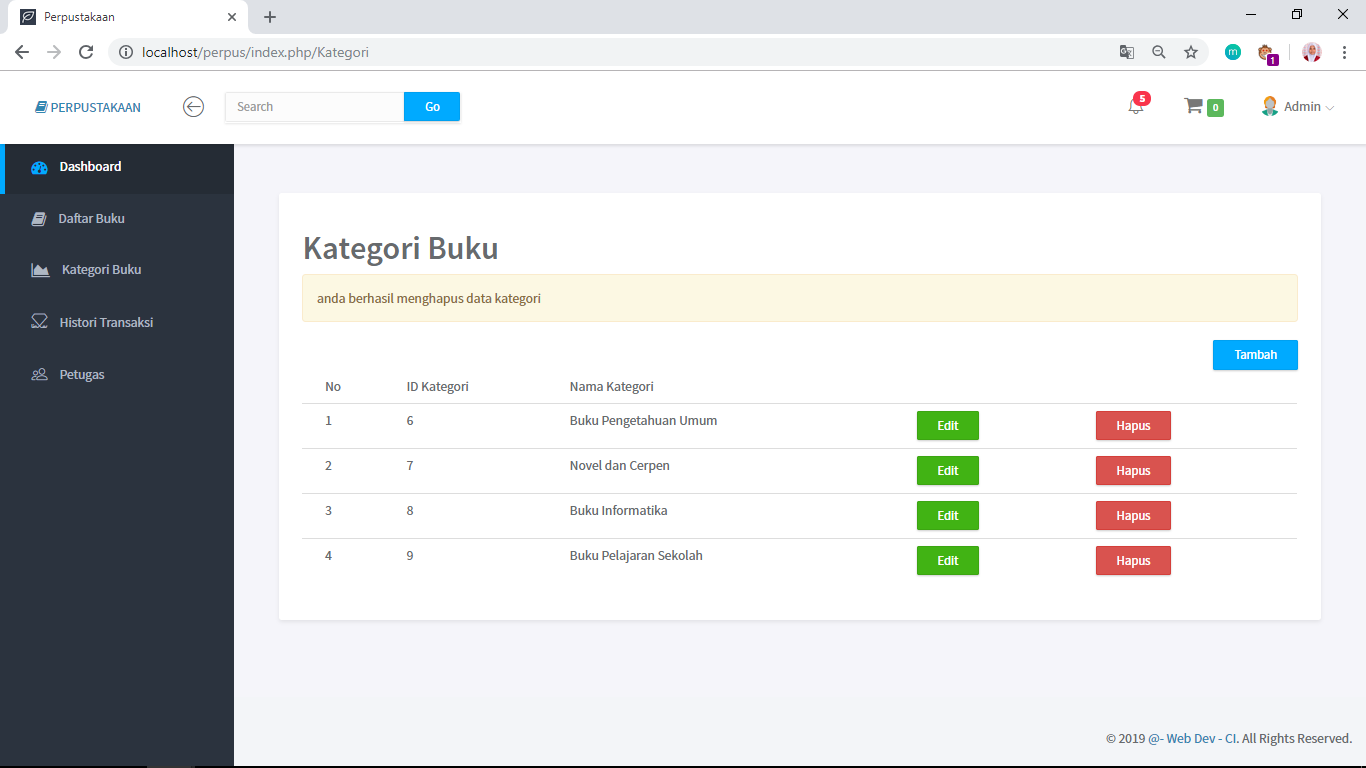 Perpustakaan
localhost/perpus/index.php/Kategori
m
1
PERPUSTAKAAN
Search
Go
5
0
Admin
Dashboard
Daftar Buku
Kategori Buku
Histori Transaksi
Petugas
Kategori Buku
anda berhasil menghapus data kategori
Tambah
No ID Kategori Nama Kategori
1 6 Buku Pengetahuan Umum Edit Hapus
2 7 Novel dan Cerpen Edit Hapus
3 8 Buku Informatika Edit Hapus
4 9 Buku Pelajaran Sekolah Edit Hapus
© 2019 @- Web Dev - CI. All Rights Reserved.